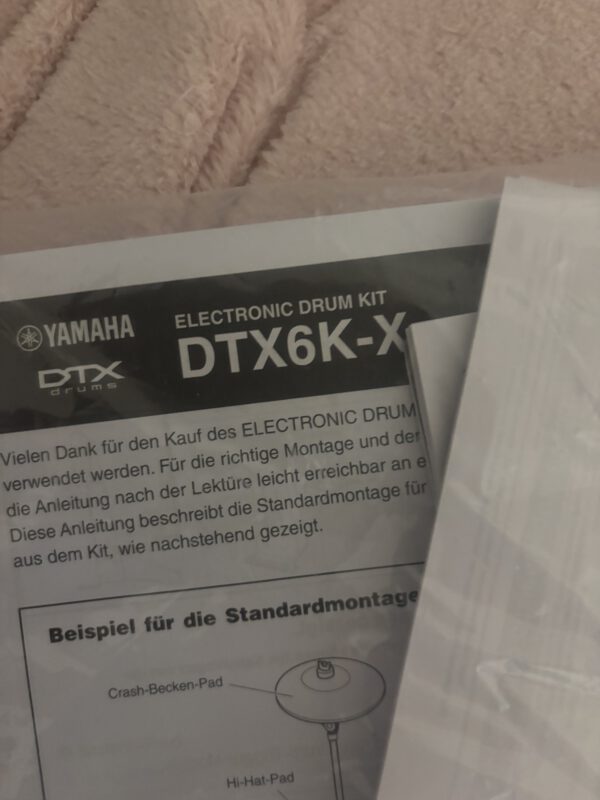 YAMAHA
DTX
drums
ELECTRONIC DRUM KIT
DTX6K-X
Vielen Dank für den Kauf des ELECTRONIC DRUM
verwendet werden. Für die richtige Montage und der
die Anleitung nach der Lektüre leicht erreichbar an e
Diese Anleitung beschreibt die Standardmontage für
aus dem Kit, wie nachstehend gezeigt.
Beispiel für die Standardmontage
Crash-Becken-Pad
Hi-Hat-Pad